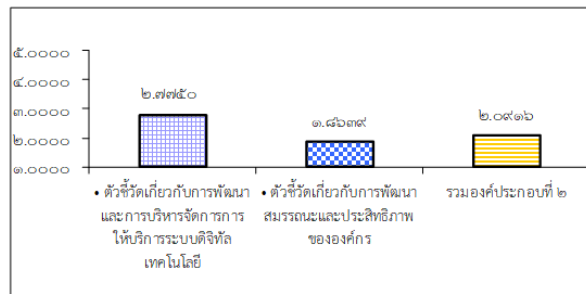 ๕.๐๐๐๐
๔.๐๐๐๐
๓.๐๐๐๐
๒.๐๐๐๐
๑.๐๐๐๐
๒.๗๗๕๐
๑.๘๖๓๙
๒.๐๙๑๖
• ตัวชี้วัดเกี่ยวกับการพัฒนา
และการบริหารจัดการการ
ให้บริการระบบดิจิทัล
เทคโนโลยี
• ตัวชี้วัดเกี่ยวกับการพัฒนา
สมรรถนะและประสิทธิภาพ
ขององค์กร
รวมองค์ประกอบที่ ๒